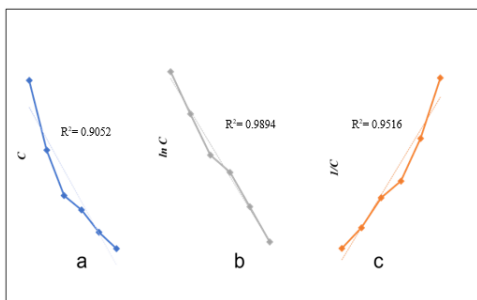 C
R²= 0.9052
a
ln C
R²= 0.9894
b
1/C
R²= 0.9516
c